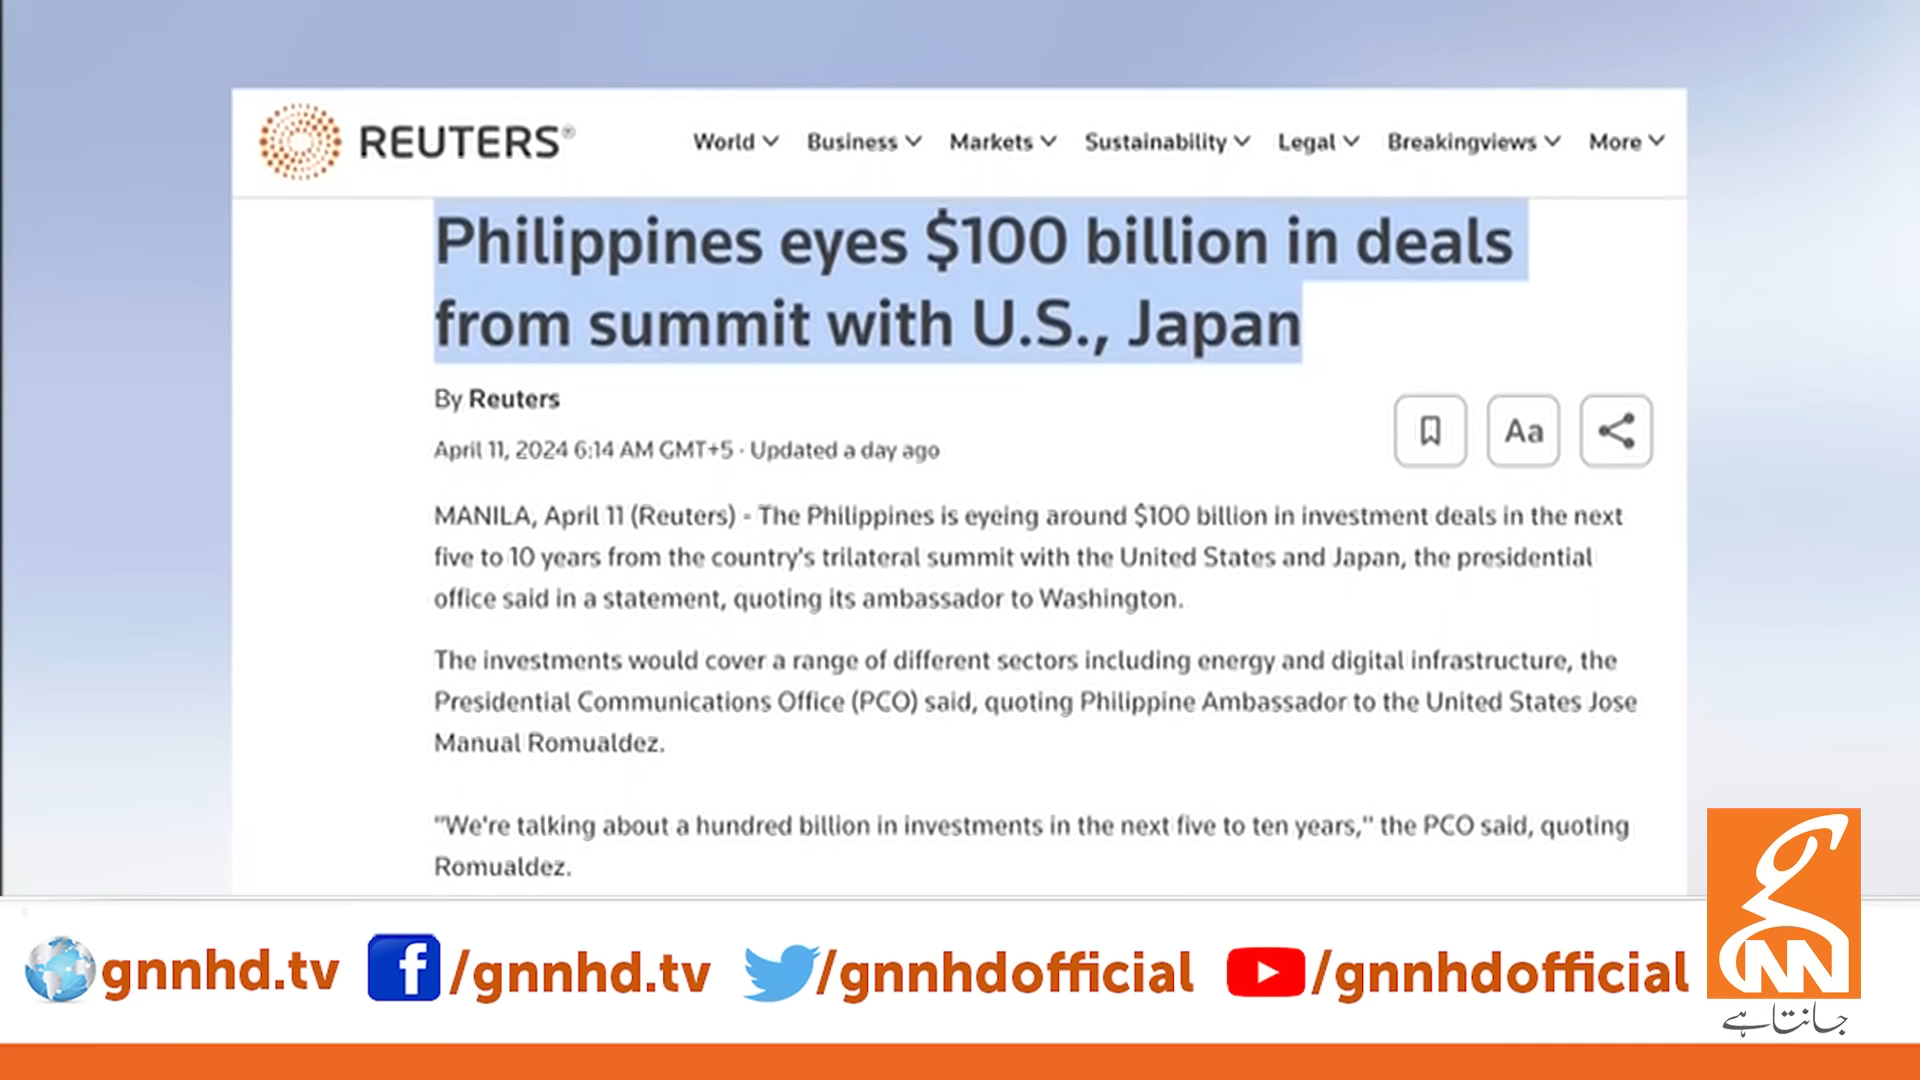 REUTERS®
World Business Markets Sustainability Legal Breakingviews More
Philippines eyes $100 billion in deals
from summit with U.S., Japan
By Reuters
April 11, 2024 6:14 AM GMT+5 · Updated a day ago
Aa
MANILA, April 11 (Reuters) - The Philippines is eyeing around $100 billion in investment deals in the next
five to 10 years from the country's trilateral summit with the United States and Japan, the presidential
office said in a statement, quoting its ambassador to Washington.
The investments would cover a range of different sectors including energy and digital infrastructure, the
Presidential Communications Office (PCO) said, quoting Philippine Ambassador to the United States Jose
Manual Romualdez.
"We're talking about a hundred billion in investments in the next five to ten years," the PCO said, quoting
Romualdez.
gnnhd.tv f/gnnhd.tv /gnnhdofficial /gnnhdofficial
GNN
جانتا ہے